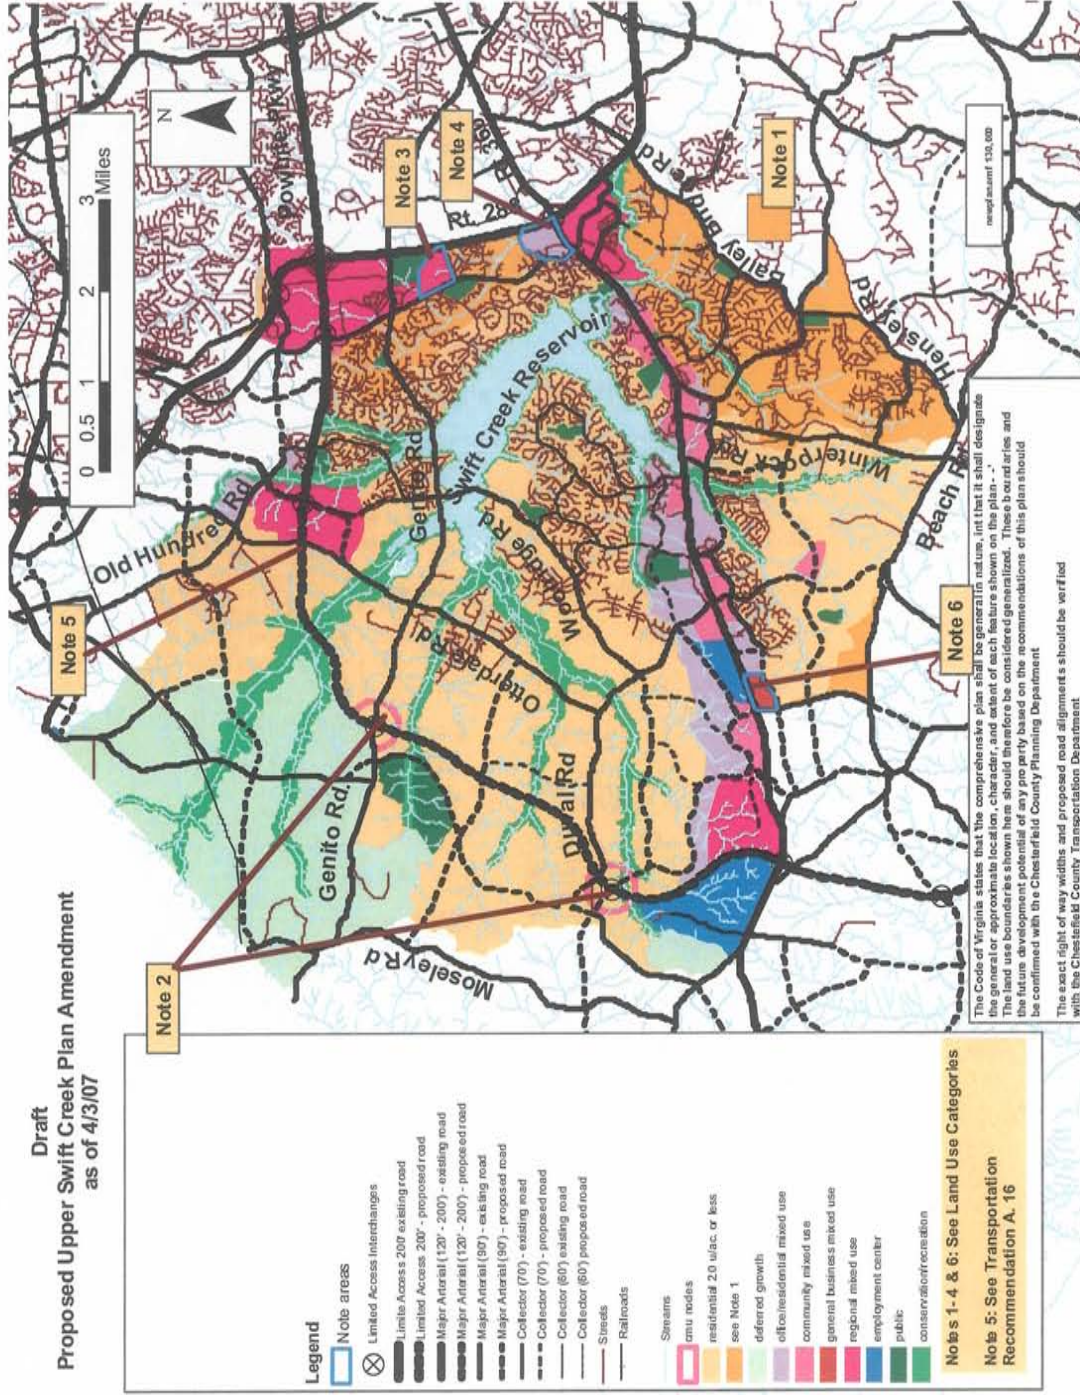 Draft
Proposed Upper Swift Creek Plan Amendment
as of 4/3/07
Legend
Note areas
Limited Access Interchanges
Limite Access 200' existing road
Limited Access 200' - proposed road
Major Arterial (120' - 200') - existing road
Major Arterial (120' - 200') - proposed road
Major Arterial (90') - existing road
Major Arterial (90') - proposed road
Collector (70') - existing road
Collector (70') - proposed road
Collector (60') existing road
Collector (60') proposed road
Streets
Railroads
Streams
cmu nodes
residential 2.0 u/ac. or less
see Note 1
deferred growth
office/residential mixed use
community mixed use
general business mixed use
regional mixed use
employment center
public
conservation/recreation
Notes 1- 4 & 6: See Land Use Categories
Note 5: See Transportation
Recommendation A. 16
Note 2
Note 5
Note 3
Note 4
Note 1
Note 6
0 0.5 1 2 3
Miles
N
Powhite Pkwy
Old Hundred Rd
Genito Rd
Genito Rd.
Rt. 288
Rt. 360
Swift Creek Reservoir
Otterdale Rd.
Woolridge Rd
Duval Rd
Moseley Rd
Winterpock Rd
Beach Rd
Hensley Rd
Bailey Bridge Rd
The Code of Virginia states that "the comprehensive plan shall be general in nature, int that it shall designate
the general or approximate location, character, and extent of each feature shown on the plan - -."
The land use boundaries shown here should therefore be considered generalized. These boundaries and
the future development potential of any property based on the recommendations of this plan should
be confirmed with the Chesterfield County Planning Department
The exact right of way widths and proposed road alignments should be verified
with the Chestefield County Transportation Department